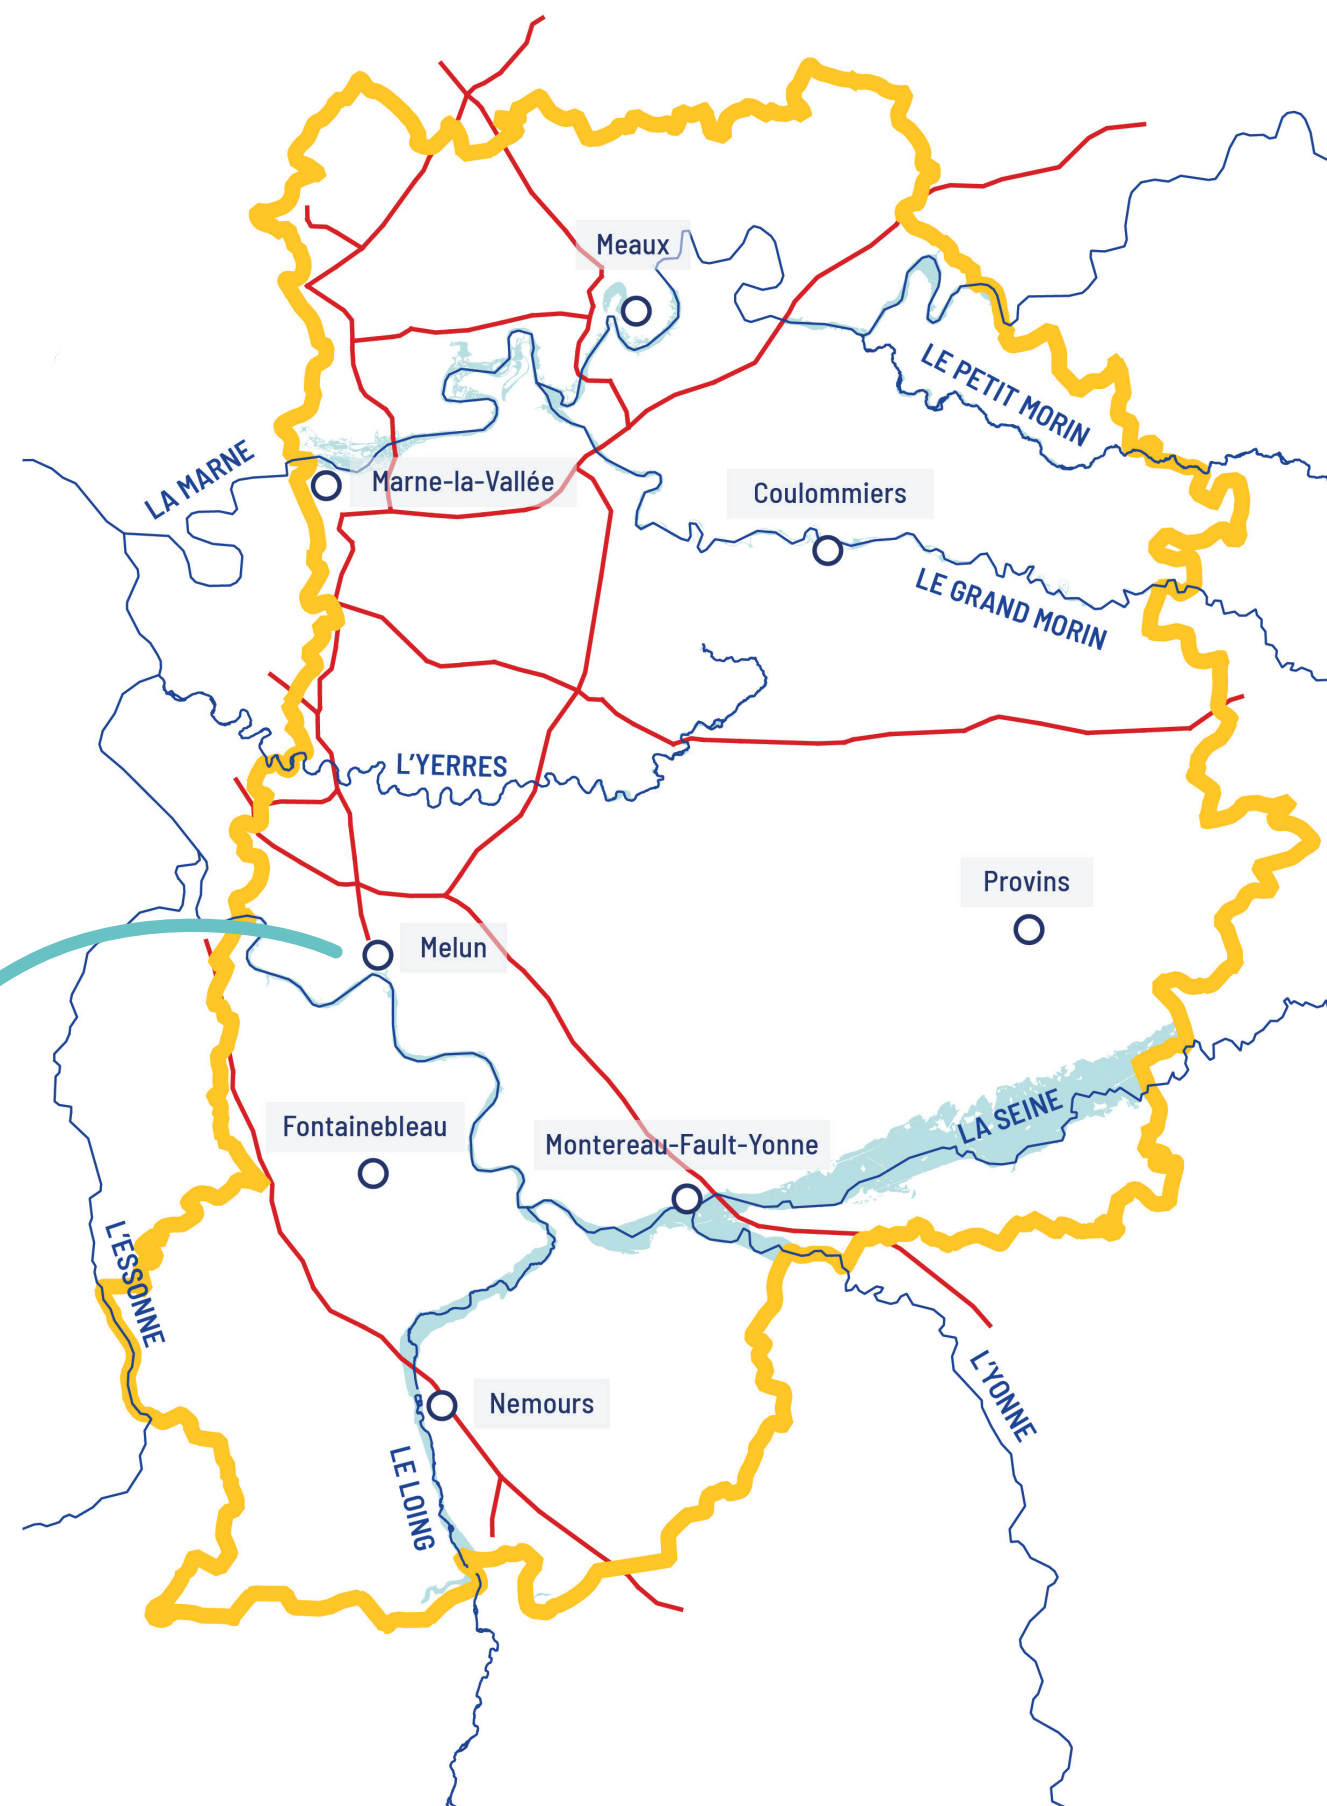 Meaux
LE PETIT MORIN
LA MARNE
Marne-la-Vallée
Coulommiers
LE GRAND MORIN
L'YERRES
Provins
Melun
LA SEINE
Fontainebleau
Montereau-Fault-Yonne
L'ESSONNE
L'YONNE
Nemours
LE LOING